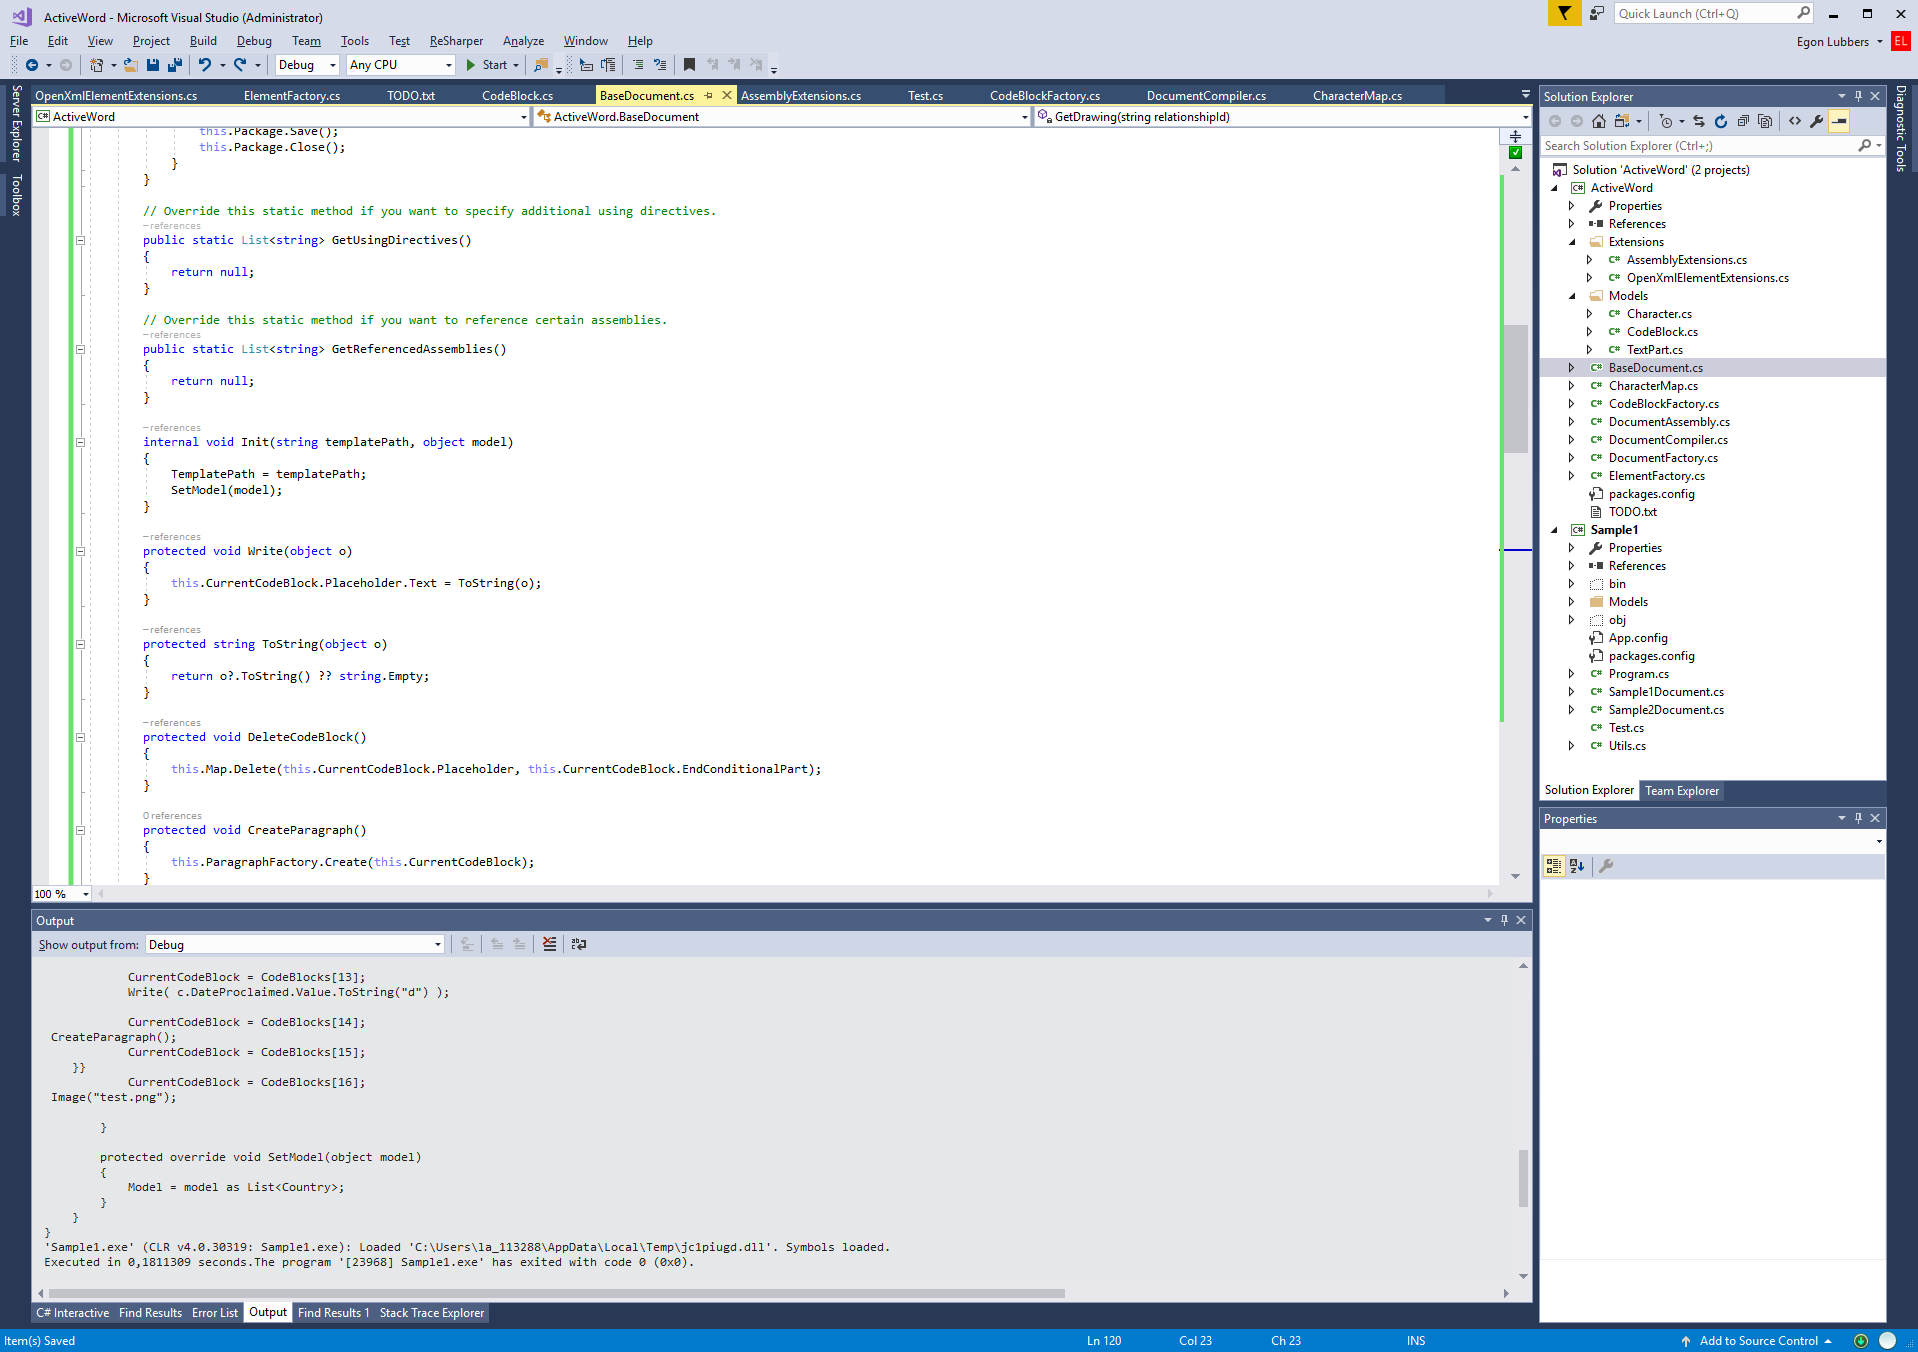 ActiveWord - Microsoft Visual Studio (Administrator)
Quick Launch (Ctrl+Q)
File Edit View Project Build Debug Team Tools Test ReSharper Analyze Window Help
Egon Lubbers EL
Debug Any CPU Start
Server Explorer
Toolbox
OpenXmlElementExtensions.cs ElementFactory.cs TODO.txt CodeBlock.cs BaseDocument.cs AssemblyExtensions.cs Test.cs CodeBlockFactory.cs DocumentCompiler.cs CharacterMap.cs
C# ActiveWord ActiveWord.BaseDocument GetDrawing(string relationshipId)
this.Package.Save();
this.Package.Close();
}
}
// Override this static method if you want to specify additional using directives.
–references
public static List<string> GetUsingDirectives()
{
return null;
}
// Override this static method if you want to reference certain assemblies.
–references
public static List<string> GetReferencedAssemblies()
{
return null;
}
–references
internal void Init(string templatePath, object model)
{
TemplatePath = templatePath;
SetModel(model);
}
–references
protected void Write(object o)
{
this.CurrentCodeBlock.Placeholder.Text = ToString(o);
}
–references
protected string ToString(object o)
{
return o?.ToString() ?? string.Empty;
}
–references
protected void DeleteCodeBlock()
{
this.Map.Delete(this.CurrentCodeBlock.Placeholder, this.CurrentCodeBlock.EndConditionalPart);
}
0 references
protected void CreateParagraph()
{
this.ParagraphFactory.Create(this.CurrentCodeBlock);
}
100 %
Output
Show output from: Debug
CurrentCodeBlock = CodeBlocks[13];
Write( c.DateProclaimed.Value.ToString("d") );
CurrentCodeBlock = CodeBlocks[14];
CreateParagraph();
CurrentCodeBlock = CodeBlocks[15];
}}
CurrentCodeBlock = CodeBlocks[16];
Image("test.png");
}
protected override void SetModel(object model)
{
Model = model as List<Country>;
}
}
}
'Sample1.exe' (CLR v4.0.30319: Sample1.exe): Loaded 'C:\Users\la_113288\AppData\Local\Temp\jc1piugd.dll'. Symbols loaded.
Executed in 0,1811309 seconds.The program '[23968] Sample1.exe' has exited with code 0 (0x0).
C# Interactive Find Results Error List Output Find Results 1 Stack Trace Explorer
Solution Explorer
Search Solution Explorer (Ctrl+;)
Solution 'ActiveWord' (2 projects)
C# ActiveWord
Properties
References
Extensions
C# AssemblyExtensions.cs
C# OpenXmlElementExtensions.cs
Models
C# Character.cs
C# CodeBlock.cs
C# TextPart.cs
C# BaseDocument.cs
C# CharacterMap.cs
C# CodeBlockFactory.cs
C# DocumentAssembly.cs
C# DocumentCompiler.cs
C# DocumentFactory.cs
C# ElementFactory.cs
packages.config
TODO.txt
C# Sample1
Properties
References
bin
Models
obj
App.config
packages.config
C# Program.cs
C# Sample1Document.cs
C# Sample2Document.cs
C# Test.cs
C# Utils.cs
Solution Explorer Team Explorer
Properties
Diagnostic Tools
Item(s) Saved Ln 120 Col 23 Ch 23 INS Add to Source Control